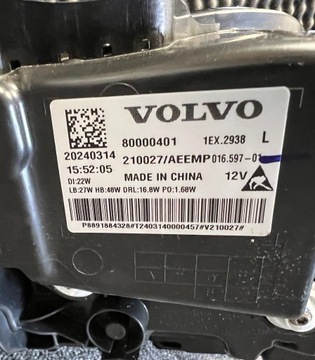 VOLVO
80000401 1EX.2938 L
20240314 210027/AEEMP 016.597-01
15:52:05 MADE IN CHINA 12V
DI:22W
LB:27W HB:48W DRL:16.8W PO:1.68W
P8891884328#T2403140000457#V210027#